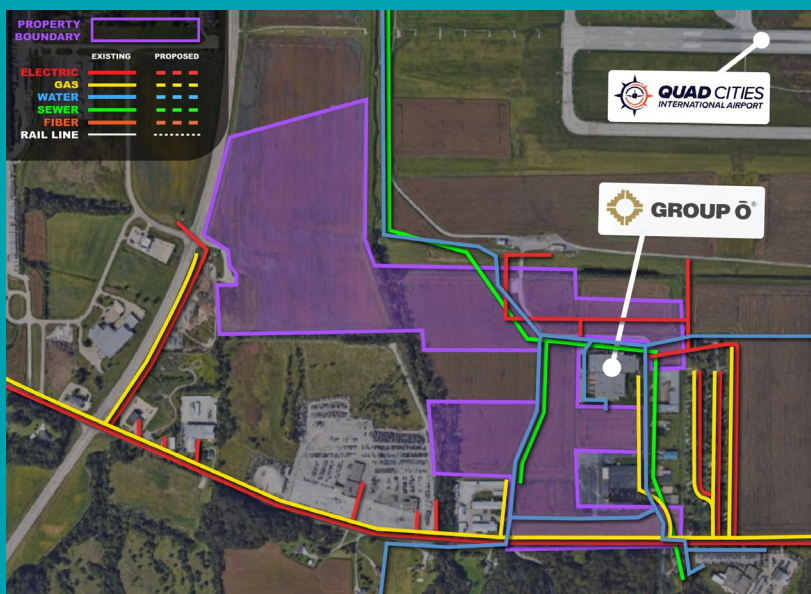 PROPERTY
BOUNDARY
EXISTING PROPOSED
ELECTRIC
GAS
WATER
SEWER
FIBER
RAIL LINE
QUAD CITIES
INTERNATIONAL AIRPORT
GROUP Ō®